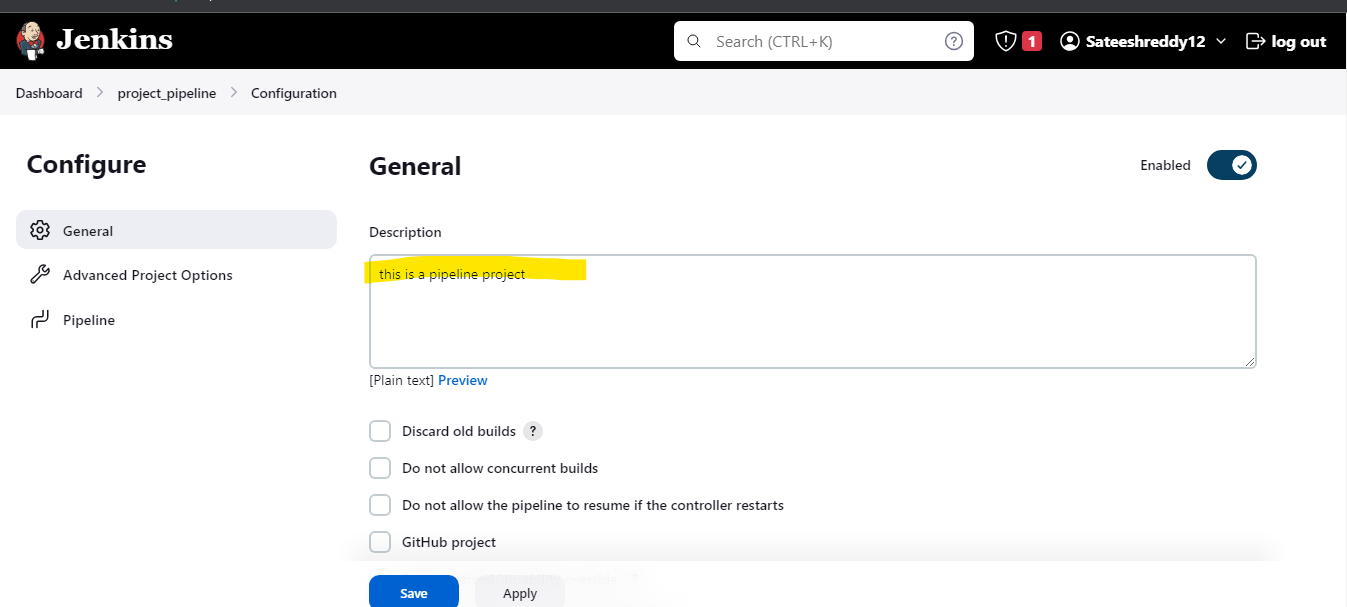 Jenkins
Search (CTRL+K) ?
1
Sateeshreddy12
log out
Dashboard > project_pipeline > Configuration
Configure
General
Advanced Project Options
Pipeline
General
Enabled
Description
this is a pipeline project
[Plain text] Preview
Discard old builds ?
Do not allow concurrent builds
Do not allow the pipeline to resume if the controller restarts
GitHub project
Save
Apply